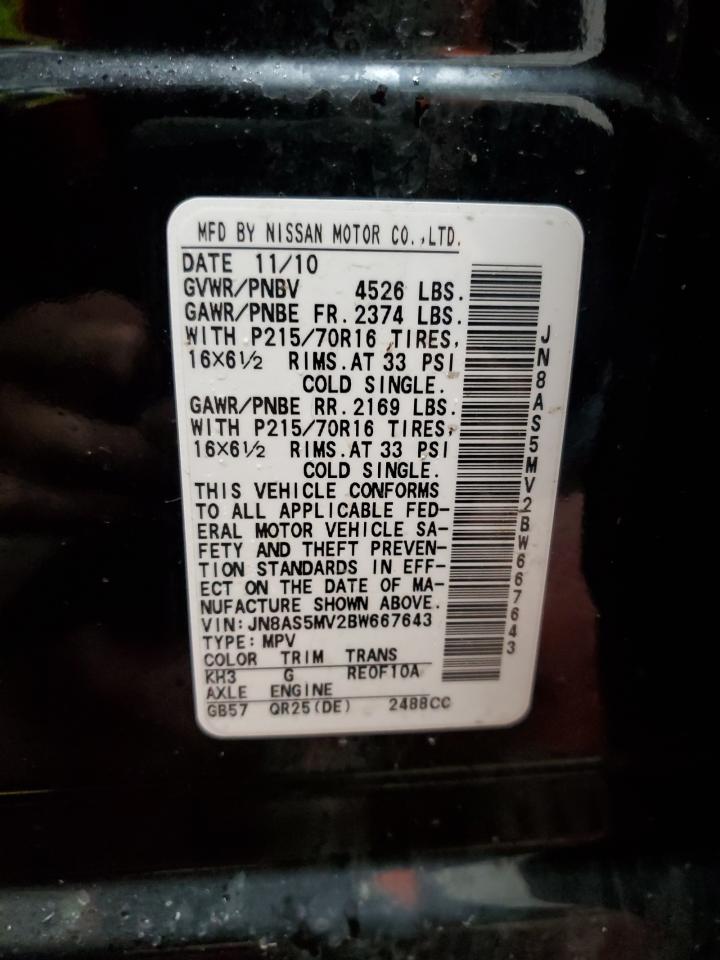 MFD BY NISSAN MOTOR CO.,LTD.
DATE 11/10
GVWR/PNBV 4526 LBS.
GAWR/PNBE FR. 2374 LBS.
WITH P215/70R16 TIRES,
16X6½ RIMS.AT 33 PSI
COLD SINGLE.
GAWR/PNBE RR. 2169 LBS.
WITH P215/70R16 TIRES,
16X6½ RIMS.AT 33 PSI
COLD SINGLE.
THIS VEHICLE CONFORMS
TO ALL APPLICABLE FED-
ERAL MOTOR VEHICLE SA-
FETY AND THEFT PREVEN-
TION STANDARDS IN EFF-
ECT ON THE DATE OF MA-
NUFACTURE SHOWN ABOVE.
VIN: JN8AS5MV2BW667643
TYPE: MPV
COLOR TRIM TRANS
KH3 G RE0F10A
AXLE ENGINE
GB57 QR25(DE) 2488CC
JN8AS5MV2BW667643